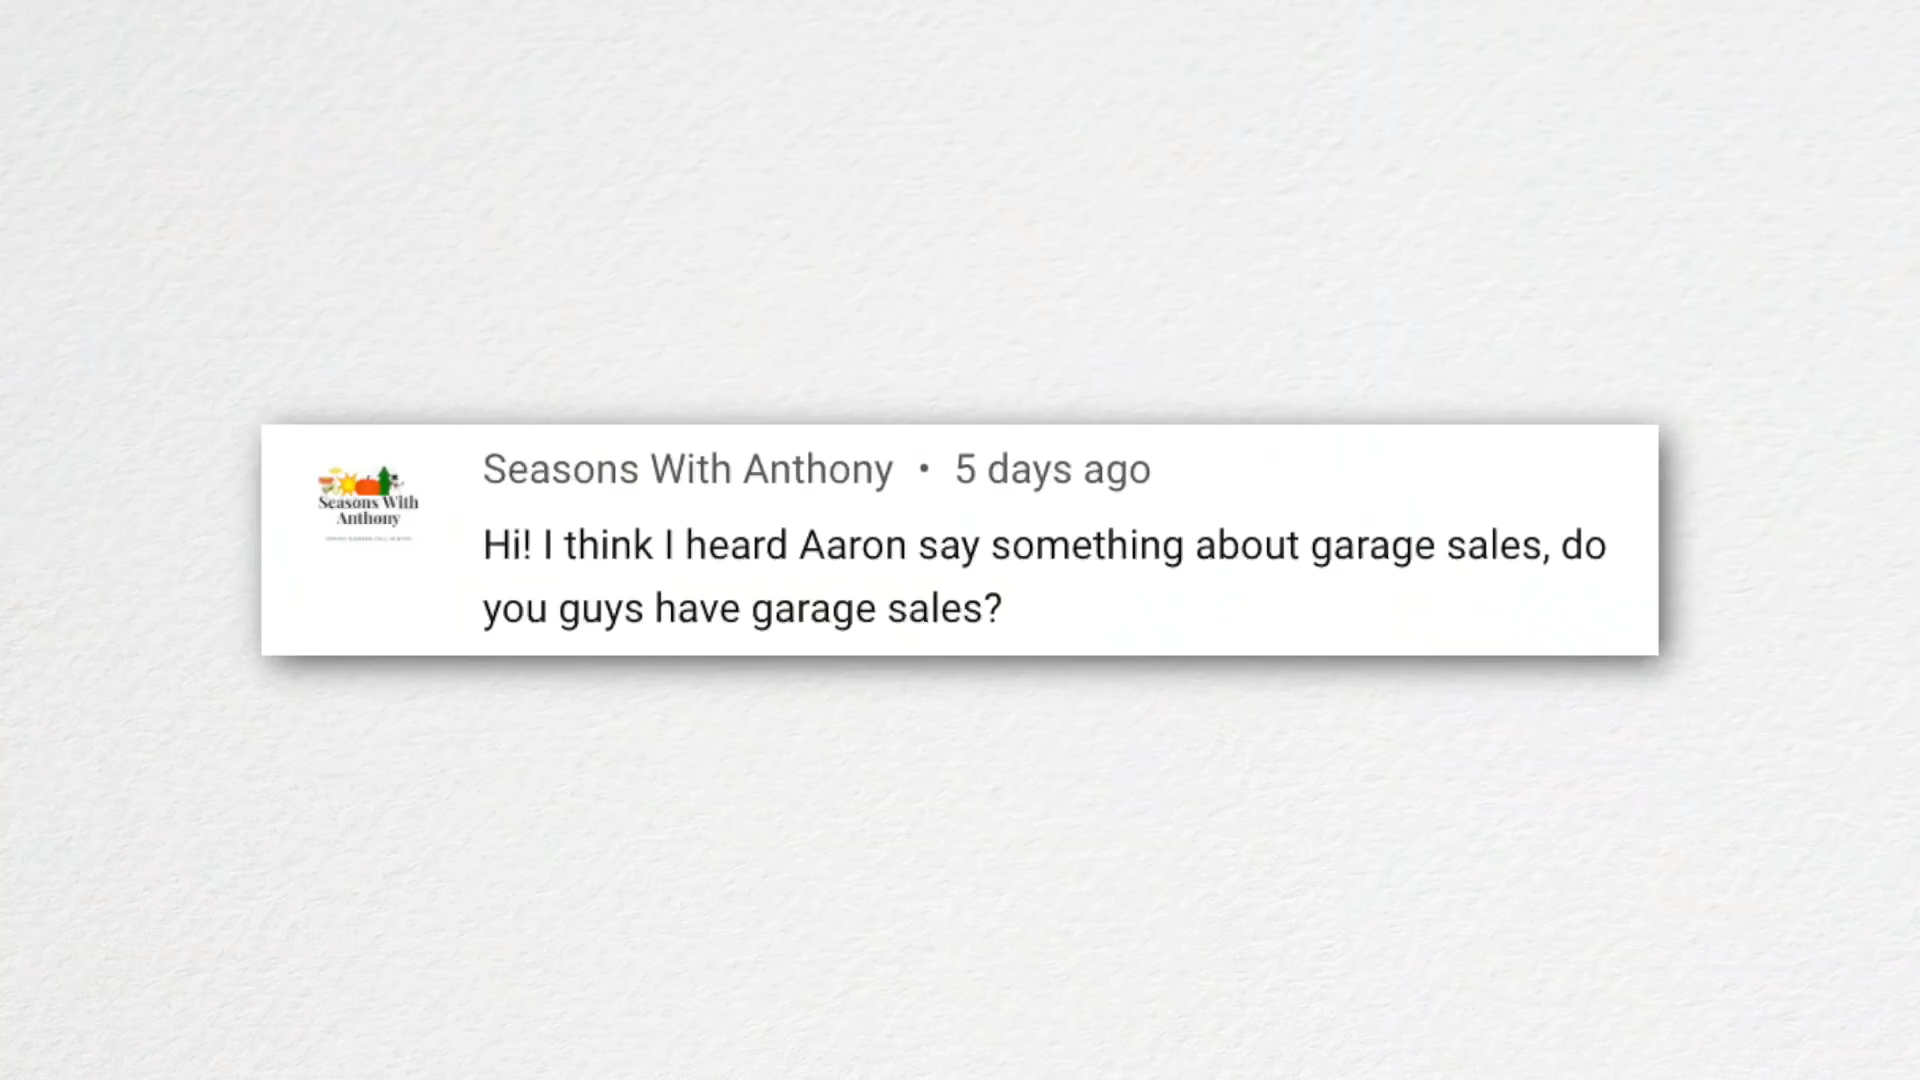 Seasons With Anthony • 5 days ago
Seasons With
Anthony
Hi! I think I heard Aaron say something about garage sales, do
you guys have garage sales?